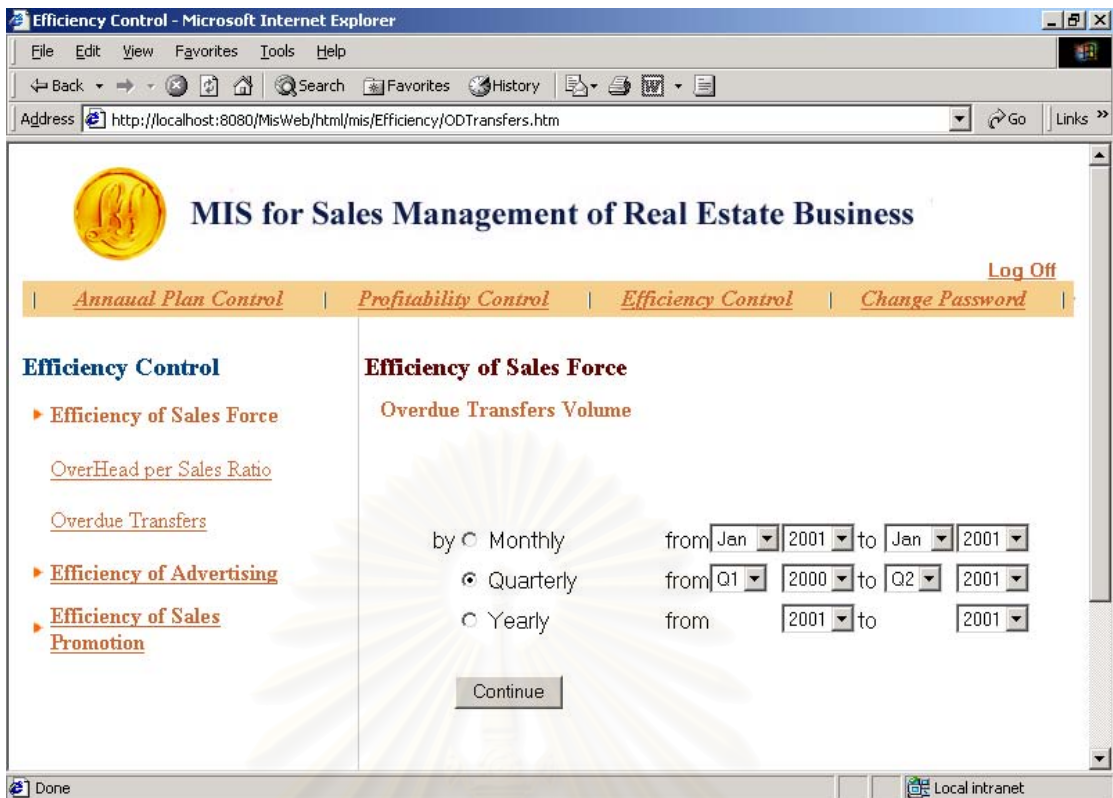 Efficiency Control - Microsoft Internet Explorer
File Edit View Favorites Tools Help
Back Search Favorites History
Address http://localhost:8080/MisWeb/html/mis/Efficiency/ODTransfers.htm Go Links »
MIS for Sales Management of Real Estate Business
Log Off
| Annaual Plan Control | Profitability Control | Efficiency Control | Change Password |
Efficiency Control
Efficiency of Sales Force
OverHead per Sales Ratio
Overdue Transfers
Efficiency of Advertising
Efficiency of Sales
Promotion
Efficiency of Sales Force
Overdue Transfers Volume
by Monthly from Jan 2001 to Jan 2001
Quarterly from Q1 2000 to Q2 2001
Yearly from 2001 to 2001
Continue
Done Local intranet